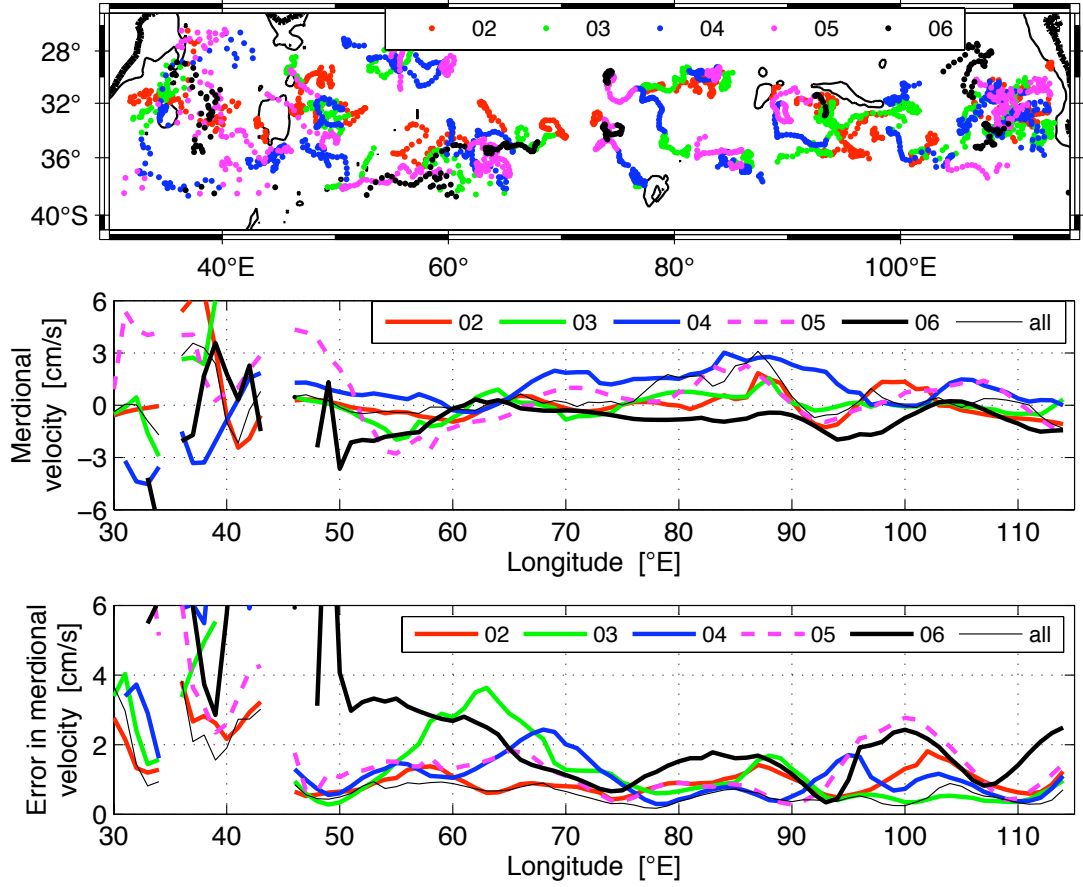 02 03 04 05 06
28°
32°
36°
40°S
40°E 60° 80° 100°E
Merdional velocity [cm/s]
6
3
0
−3
−6
02 03 04 05 06 all
30 40 50 60 70 80 90 100 110
Longitude [°E]
Error in merdional velocity [cm/s]
6
4
2
0
02 03 04 05 06 all
30 40 50 60 70 80 90 100 110
Longitude [°E]